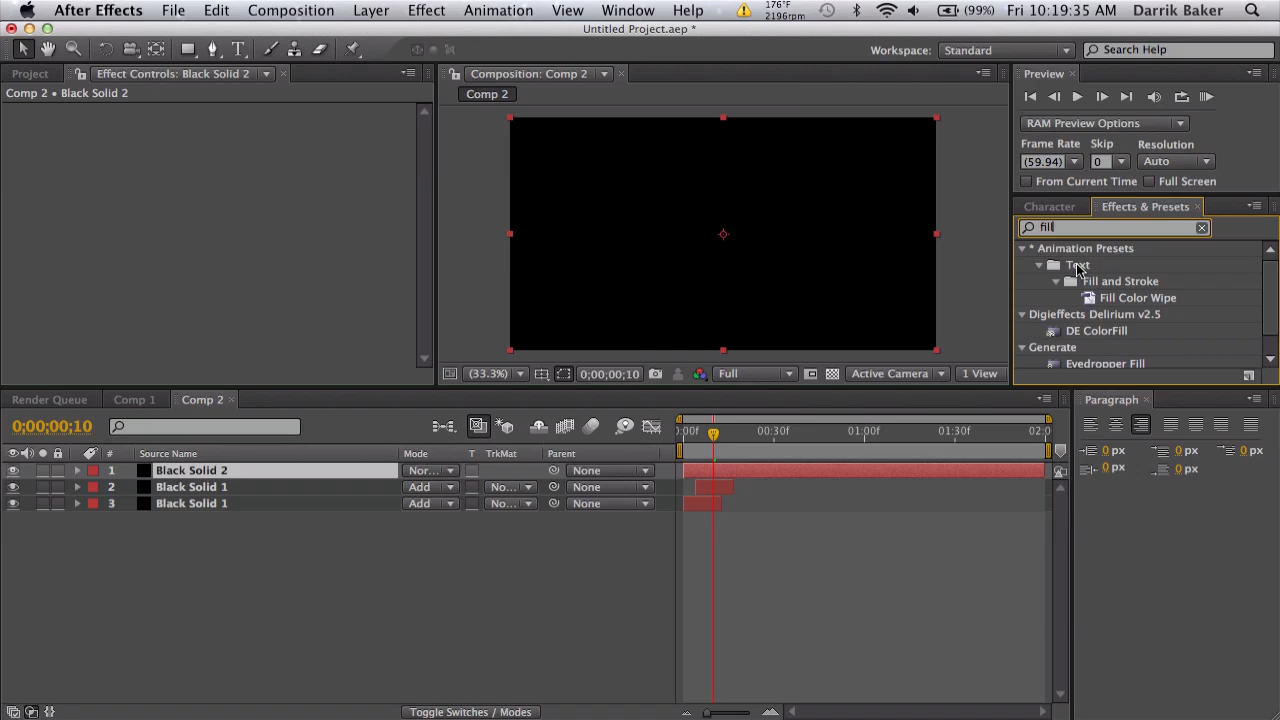 After Effects File Edit Composition Layer Effect Animation View Window Help 176°F 2196rpm (99%) Fri 10:19:35 AM Darrik Baker
Untitled Project.aep *
Workspace: Standard Search Help
Project Effect Controls: Black Solid 2 Composition: Comp 2 Preview
Comp 2 • Black Solid 2
Comp 2
RAM Preview Options
Frame Rate Skip Resolution
(59.94) 0 Auto
From Current Time Full Screen
Character Effects & Presets
fill
* Animation Presets
Text
Fill and Stroke
Fill Color Wipe
Digieffects Delirium v2.5
DE ColorFill
Generate
Eyedropper Fill
(33.3%) 0;00;00;10 Full Active Camera 1 View
Render Queue Comp 1 Comp 2 Paragraph
0;00;00;10 :00f 00:30f 01:00f 01:30f 02:0
# Source Name Mode T TrkMat Parent
1 Black Solid 2 Nor... None
2 Black Solid 1 Add No... None
3 Black Solid 1 Add No... None
0 px 0 px 0 px
0 px 0 px
Toggle Switches / Modes